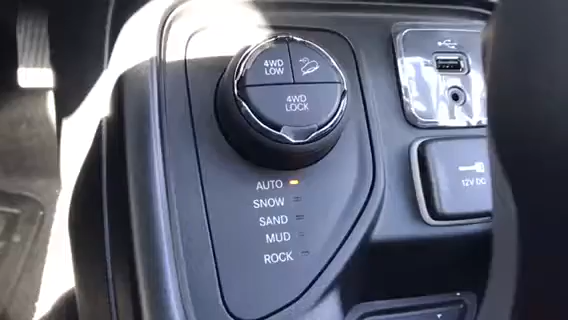 4WD
LOW
4WD
LOCK
AUTO
SNOW
SAND
MUD
ROCK
12V DC